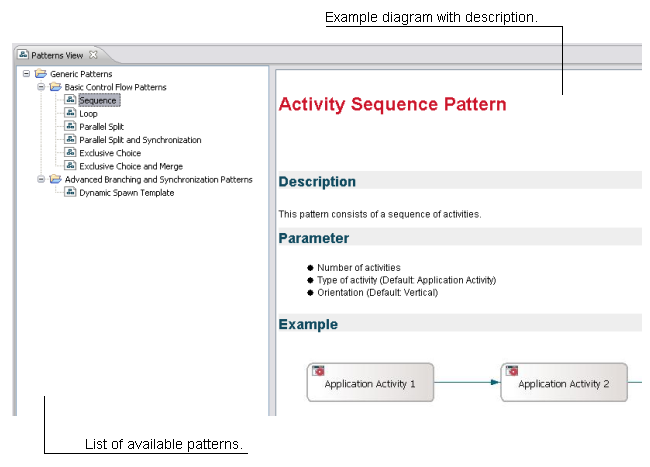 Example diagram with description.
Patterns View
Generic Patterns
Basic Control Flow Patterns
Sequence
Loop
Parallel Split
Parallel Split and Synchronization
Exclusive Choice
Exclusive Choice and Merge
Advanced Branching and Synchronization Patterns
Dynamic Spawn Template
Activity Sequence Pattern
Description
This pattern consists of a sequence of activities.
Parameter
Number of activities
Type of activity (Default: Application Activity)
Orientation (Default: Vertical)
Example
Application Activity 1
Application Activity 2
List of available patterns.